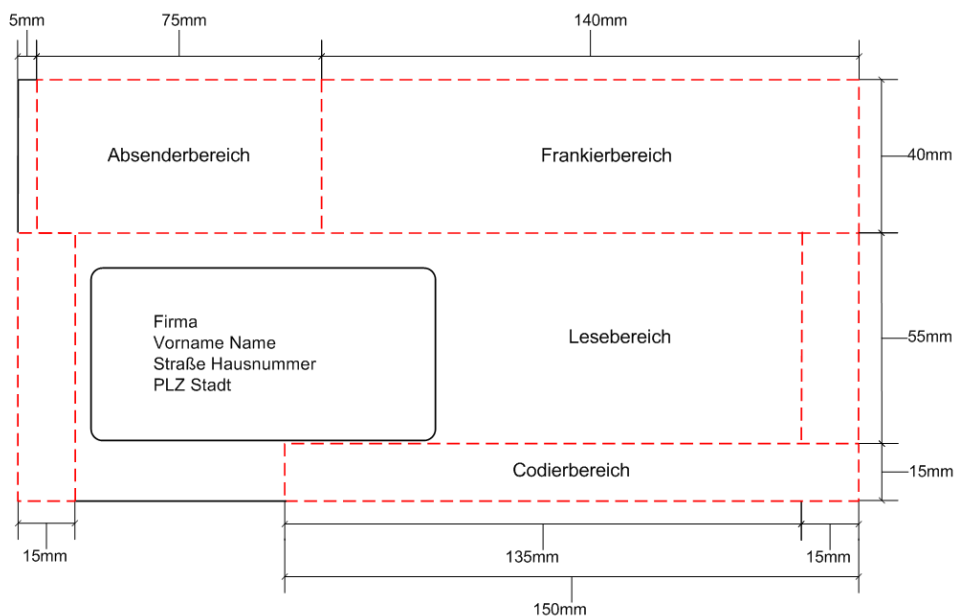 5mm
75mm
140mm
Absenderbereich
Frankierbereich
40mm
Firma
Vorname Name
Straße Hausnummer
PLZ Stadt
Lesebereich
55mm
Codierbereich
15mm
15mm
135mm
15mm
150mm